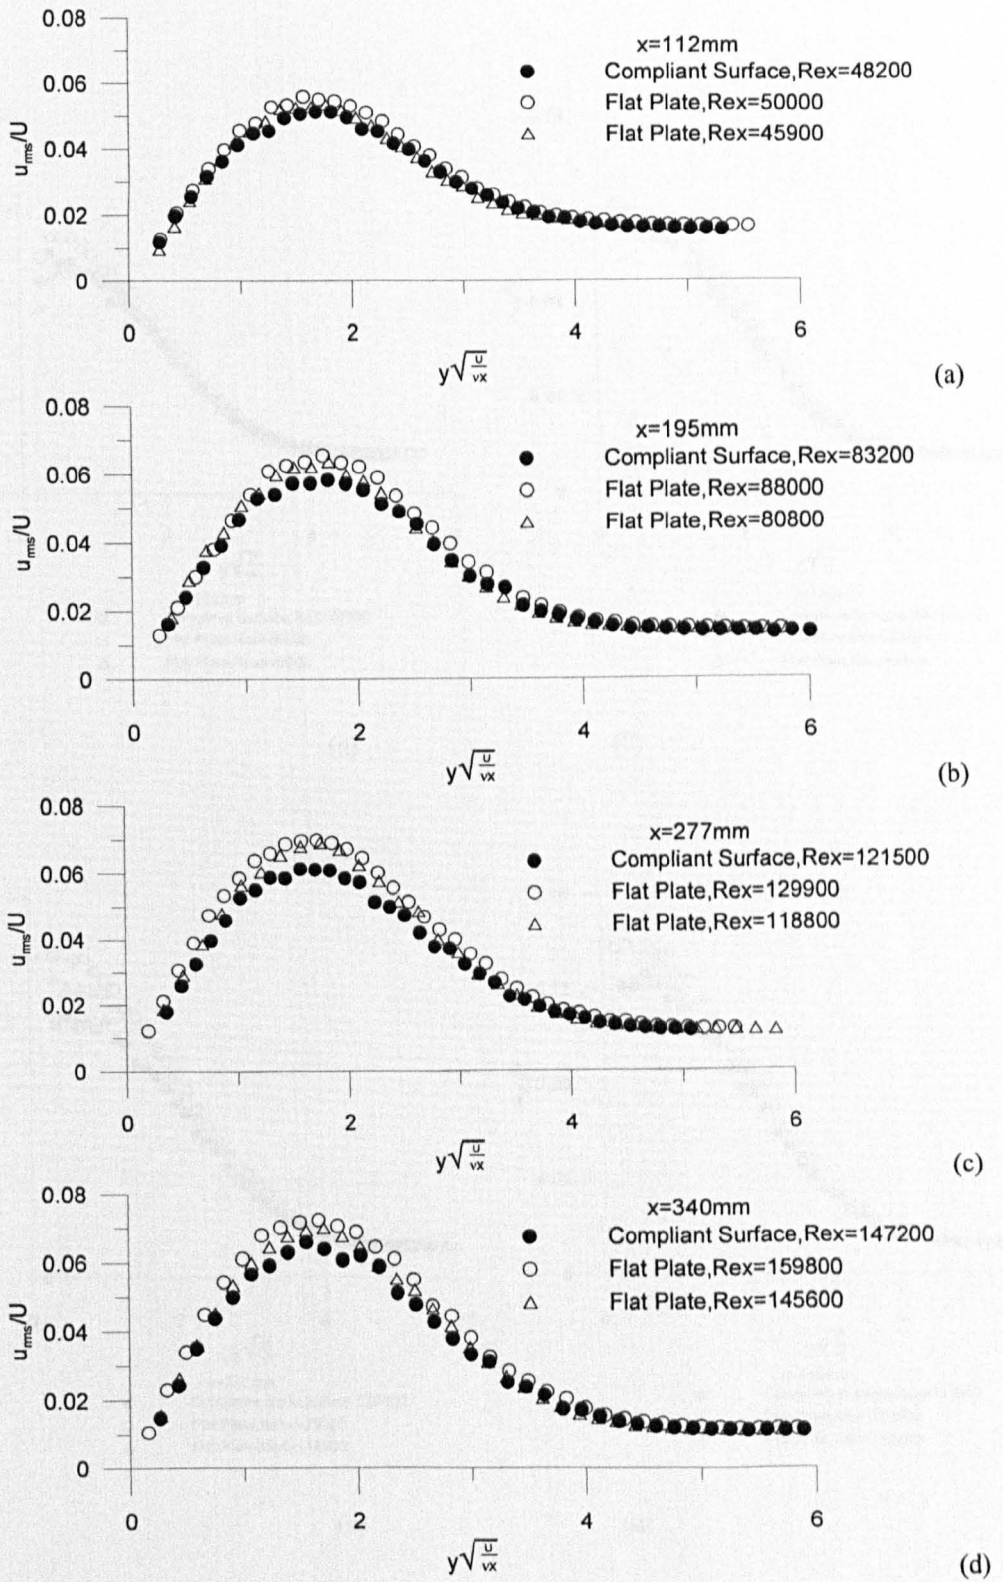 0.08
x=112mm
Compliant Surface,Rex=48200
0.06
Flat Plate,Rex=50000
Flat Plate,Rex=45900
0.04
u_rms/U
0.02
0
0 2 4 6
y√u/νx
(a)
0.08
x=195mm
Compliant Surface,Rex=83200
0.06
Flat Plate,Rex=88000
Flat Plate,Rex=80800
0.04
u_rms/U
0.02
0
0 2 4 6
y√u/νx
(b)
0.08
x=277mm
Compliant Surface,Rex=121500
0.06
Flat Plate,Rex=129900
Flat Plate,Rex=118800
0.04
u_rms/U
0.02
0
0 2 4 6
y√u/νx
(c)
0.08
x=340mm
Compliant Surface,Rex=147200
0.06
Flat Plate,Rex=159800
Flat Plate,Rex=145600
0.04
u_rms/U
0.02
0
0 2 4 6
y√u/νx
(d)